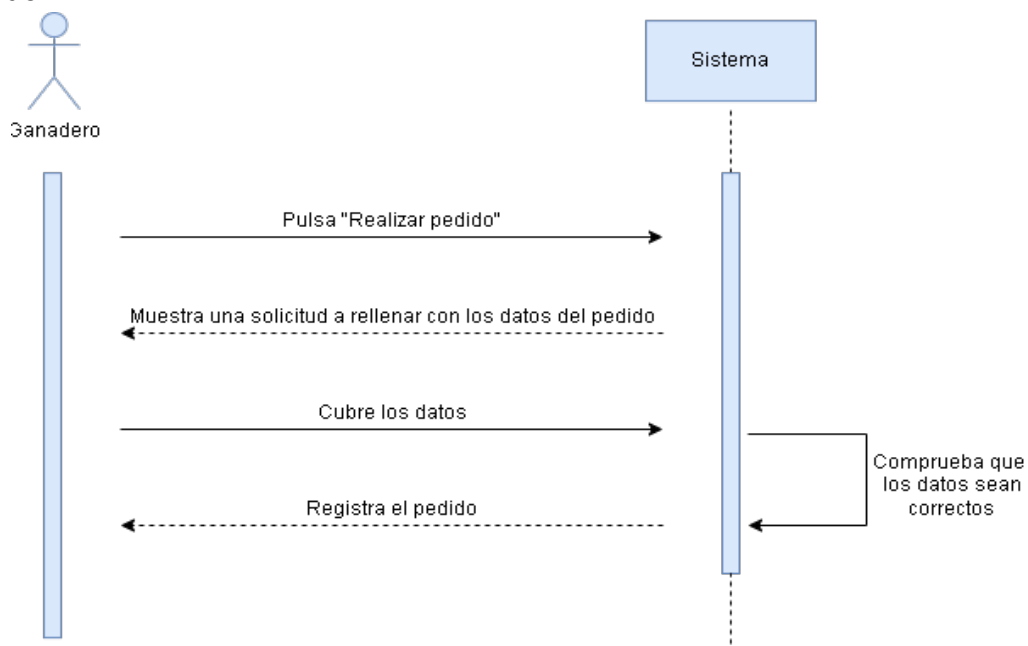 Sistema
Ganadero
Pulsa "Realizar pedido"
Muestra una solicitud a rellenar con los datos del pedido
Cubre los datos
Comprueba que
los datos sean
correctos
Registra el pedido